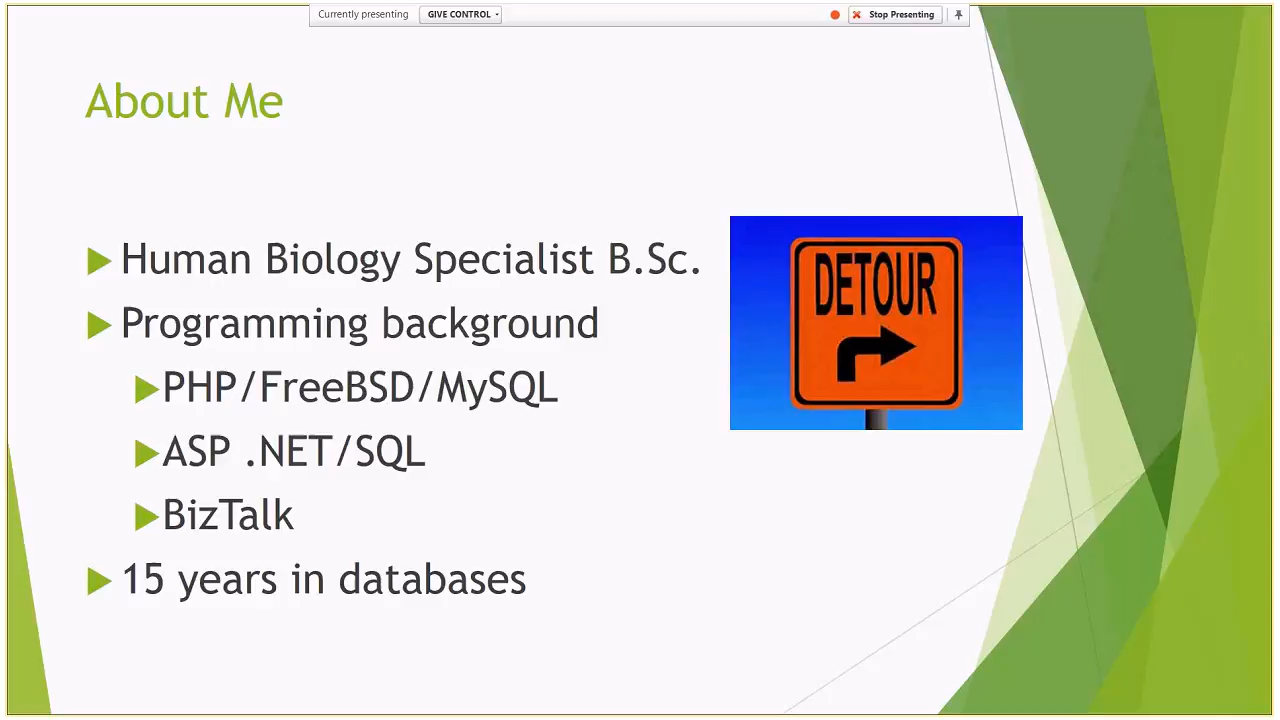 Currently presenting GIVE CONTROL Stop Presenting
About Me
Human Biology Specialist B.Sc.
Programming background
PHP/FreeBSD/MySQL
ASP .NET/SQL
BizTalk
15 years in databases
DETOUR